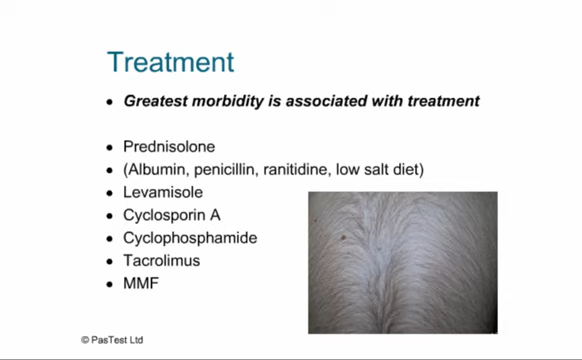 Treatment
• Greatest morbidity is associated with treatment
• Prednisolone
• (Albumin, penicillin, ranitidine, low salt diet)
• Levamisole
• Cyclosporin A
• Cyclophosphamide
• Tacrolimus
• MMF
© PasTest Ltd